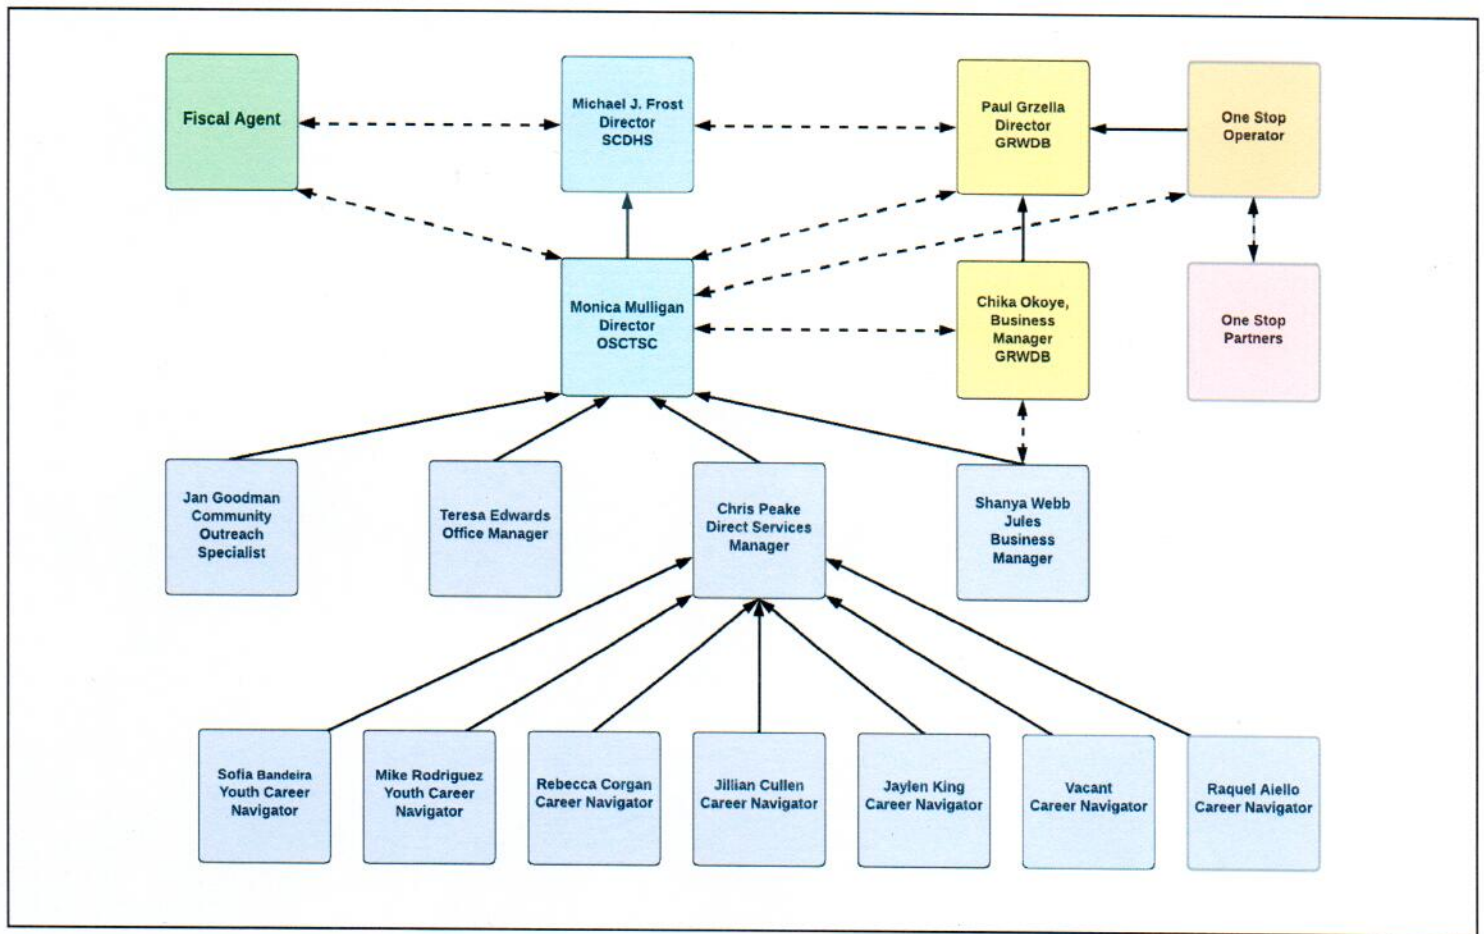 Fiscal Agent
Michael J. Frost
Director
SCDHS
Paul Grzella
Director
GRWDB
One Stop
Operator
Monica Mulligan
Director
OSCTSC
Chika Okoye,
Business
Manager
GRWDB
One Stop
Partners
Jan Goodman
Community
Outreach
Specialist
Teresa Edwards
Office Manager
Chris Peake
Direct Services
Manager
Shanya Webb
Jules
Business
Manager
Sofia Bandeira
Youth Career
Navigator
Mike Rodriguez
Youth Career
Navigator
Rebecca Corgan
Career Navigator
Jillian Cullen
Career Navigator
Jaylen King
Career Navigator
Vacant
Career Navigator
Raquel Aiello
Career Navigator